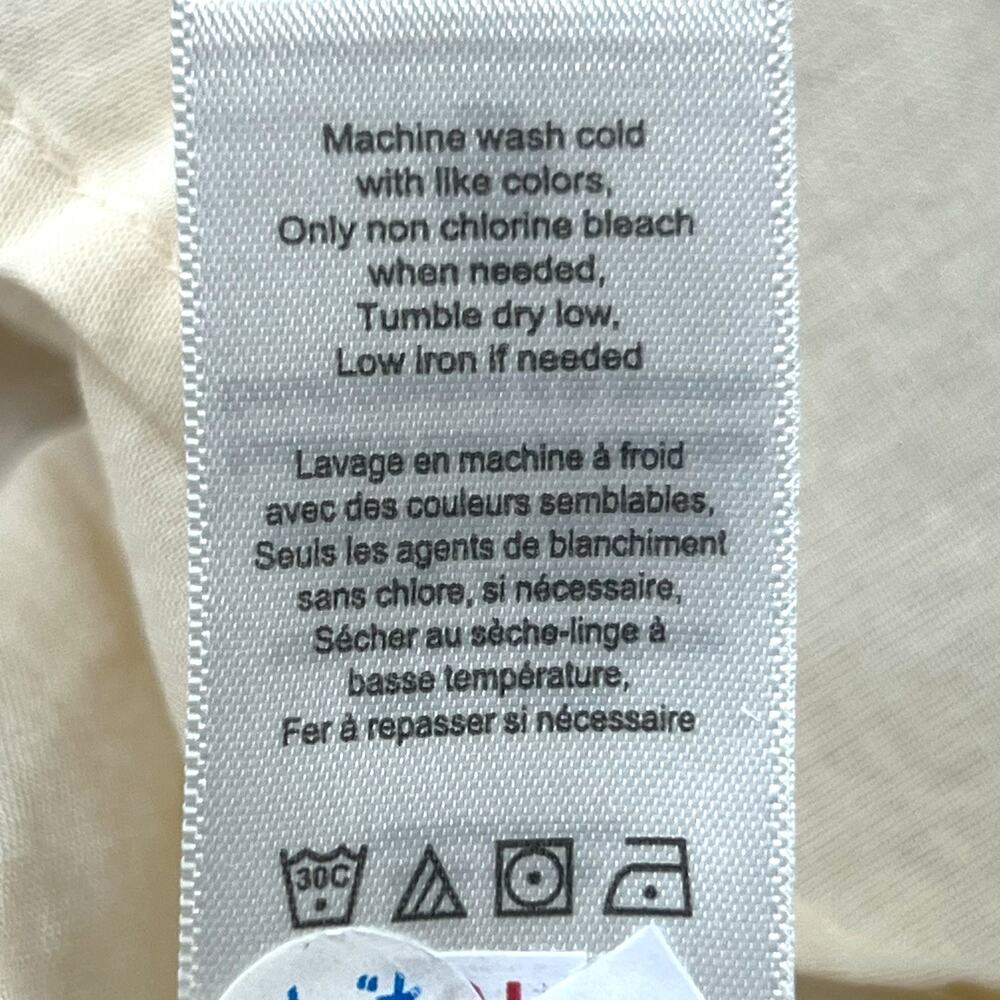 Machine wash cold
with like colors,
Only non chlorine bleach
when needed,
Tumble dry low,
Low iron if needed
Lavage en machine à froid
avec des couleurs semblables,
Seuls les agents de blanchiment
sans chlore, si nécessaire,
Sécher au sèche-linge à
basse température,
Fer à repasser si nécessaire
30C